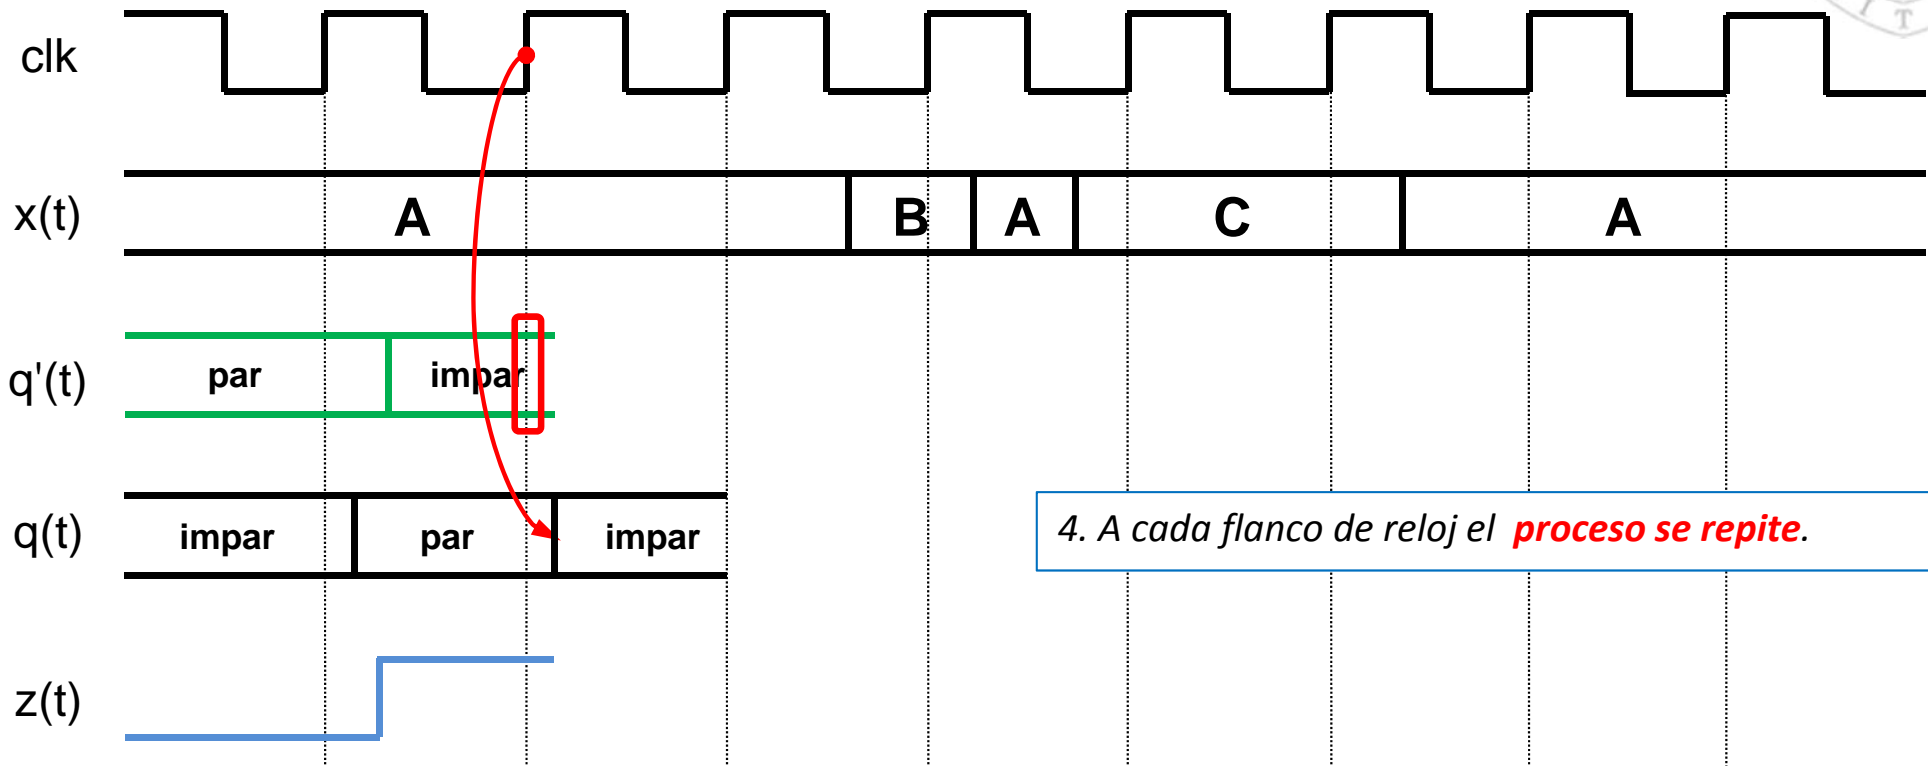 clk
x(t)
A B A C A
q'(t)
par impar
q(t)
impar par impar
4. A cada flanco de reloj el proceso se repite.
z(t)
T